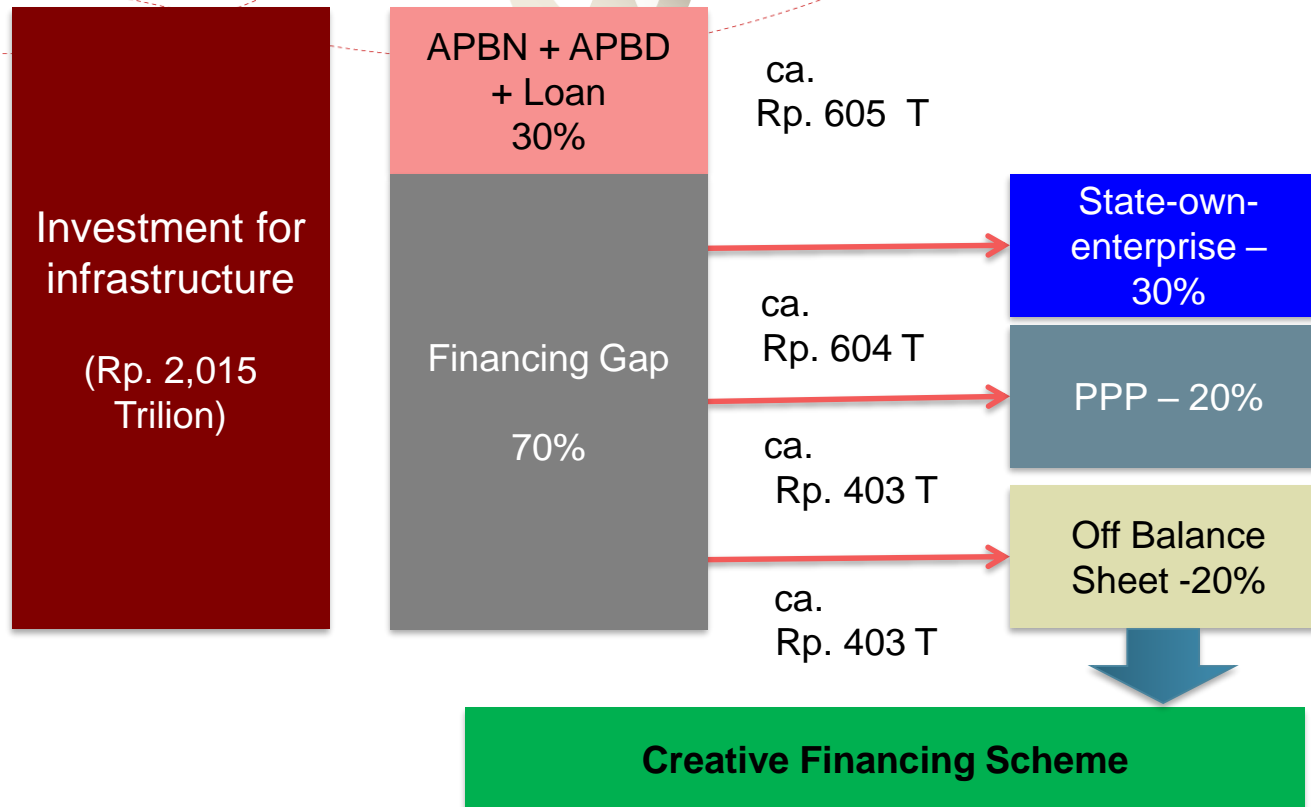 Investment for
infrastructure
(Rp. 2,015
Trilion)
APBN + APBD
+ Loan
30%
Financing Gap
70%
ca.
Rp. 605 T
ca.
Rp. 604 T
ca.
Rp. 403 T
ca.
Rp. 403 T
State-own-
enterprise –
30%
PPP – 20%
Off Balance
Sheet -20%
Creative Financing Scheme